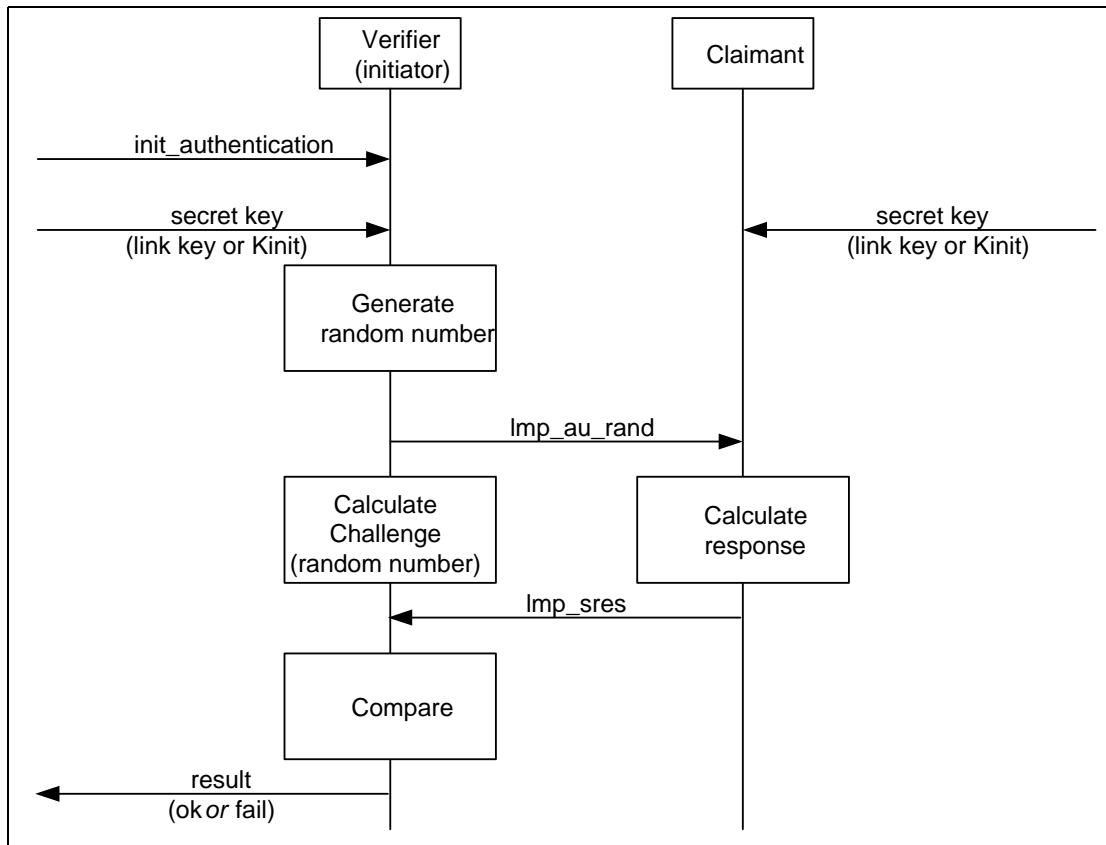 Verifier
(initiator)
Claimant
init_authentication
secret key
(link key or Kinit)
secret key
(link key or Kinit)
Generate
random number
lmp_au_rand
Calculate
Challenge
(random number)
Calculate
response
lmp_sres
Compare
result
(ok or fail)